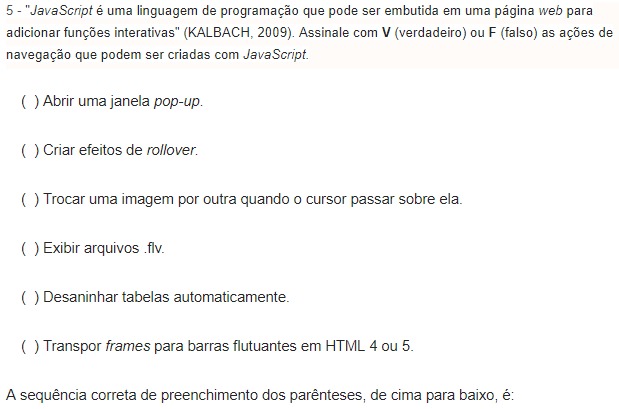 5 - "JavaScript é uma linguagem de programação que pode ser embutida em uma página web para
adicionar funções interativas" (KALBACH, 2009). Assinale com V (verdadeiro) ou F (falso) as ações de
navegação que podem ser criadas com JavaScript.
( ) Abrir uma janela pop-up.
( ) Criar efeitos de rollover.
( ) Trocar uma imagem por outra quando o cursor passar sobre ela.
( ) Exibir arquivos .flv.
( ) Desaninhar tabelas automaticamente.
( ) Transpor frames para barras flutuantes em HTML 4 ou 5.
A sequência correta de preenchimento dos parênteses, de cima para baixo, é: